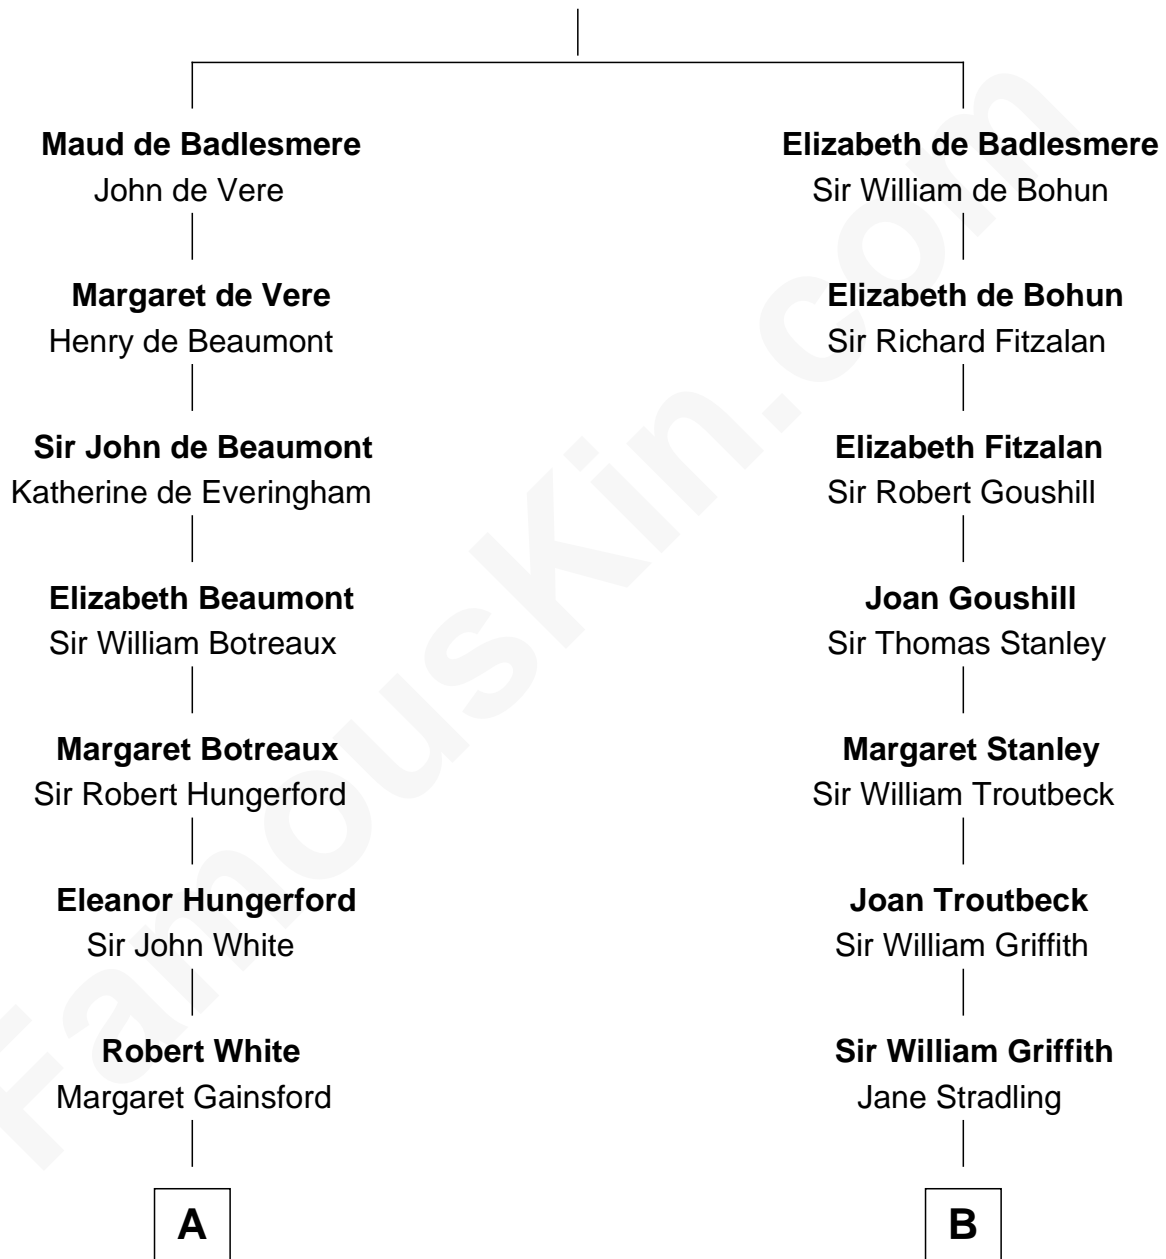 Maud de Badlesmere
John de Vere
Margaret de Vere
Henry de Beaumont
Sir John de Beaumont
Katherine de Everingham
Elizabeth Beaumont
Sir William Botreaux
Margaret Botreaux
Sir Robert Hungerford
Eleanor Hungerford
Sir John White
Robert White
Margaret Gainsford
A
Elizabeth de Badlesmere
Sir William de Bohun
Elizabeth de Bohun
Sir Richard Fitzalan
Elizabeth Fitzalan
Sir Robert Goushill
Joan Goushill
Sir Thomas Stanley
Margaret Stanley
Sir William Troutbeck
Joan Troutbeck
Sir William Griffith
Sir William Griffith
Jane Stradling
B
FamousKin.com